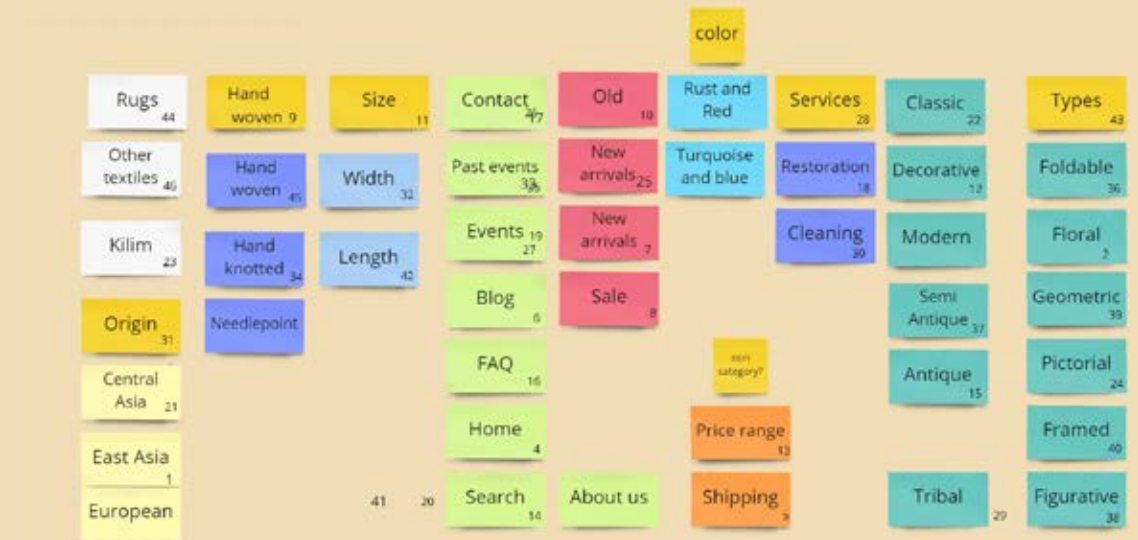 color
Rugs
44
Hand
woven 9
Size
11
Contact
Old
10
Rust and
Red
Services
28
Classic
22
Types
43
Other
textiles 46
Hand
woven
45
Width
32
Past events
New
arrivals 25
Turquoise
and blue
Restoration
18
Decorative
12
Foldable
36
Kilim
23
Hand
knotted 34
Length
42
Events 19
27
New
arrivals 7
Cleaning
30
Modern
Floral
2
Origin
31
Needlepoint
Blog
6
Sale
8
Semi
Antique 37
Geometric
39
Central
Asia 21
FAQ
16
non
category?
Antique
15
Pictorial
24
East Asia
1
Home
4
Price range
13
Framed
40
European
41
20
Search
14
About us
Shipping
Tribal
29
Figurative
38